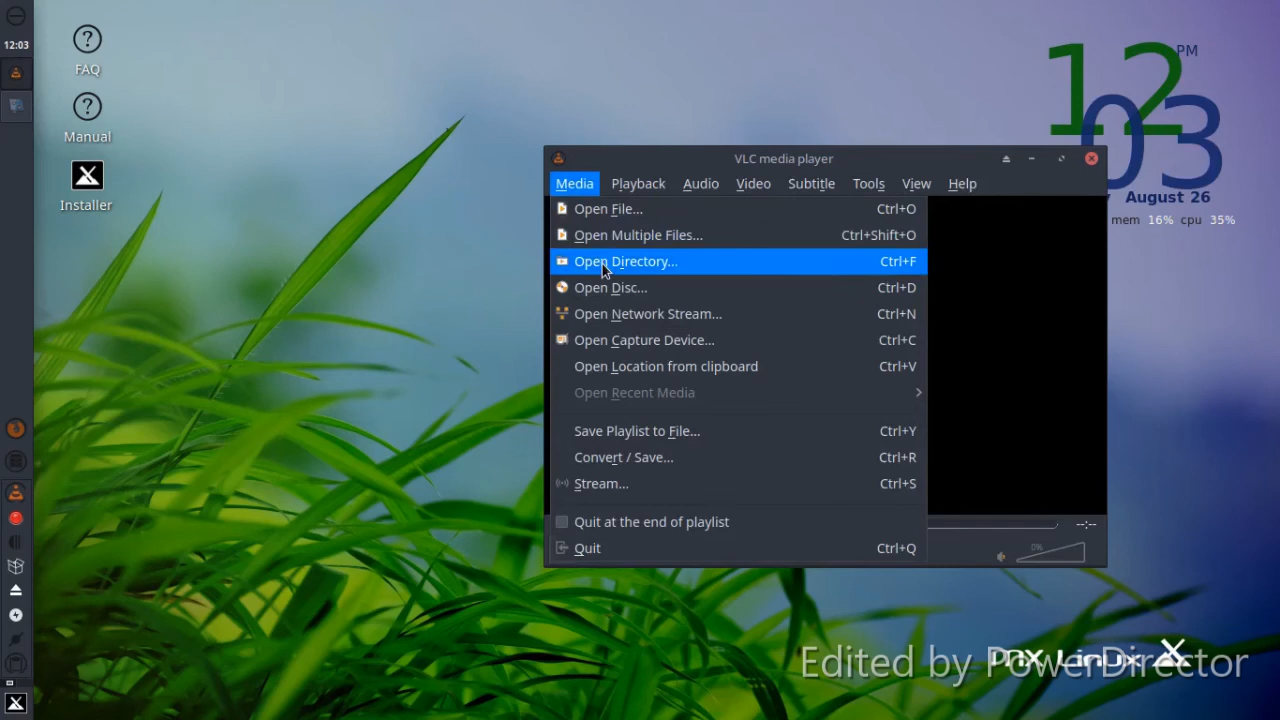 12:03
FAQ
Manual
Installer
12 PM
03
August 26
mem 16% cpu 35%
VLC media player
Media Playback Audio Video Subtitle Tools View Help
Open File... Ctrl+O
Open Multiple Files... Ctrl+Shift+O
Open Directory... Ctrl+F
Open Disc... Ctrl+D
Open Network Stream... Ctrl+N
Open Capture Device... Ctrl+C
Open Location from clipboard Ctrl+V
Open Recent Media
Save Playlist to File... Ctrl+Y
Convert / Save... Ctrl+R
Stream... Ctrl+S
Quit at the end of playlist
Quit Ctrl+Q
--:--
0%
MX Linux
Edited by PowerDirector